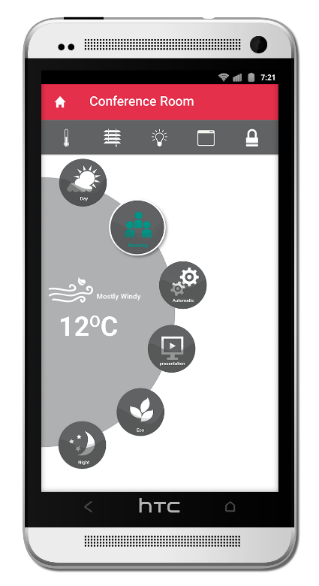 7:21
Conference Room
Day
Automatic
Mostly Windy
12ºC
presentation
Eco
Night
hTC